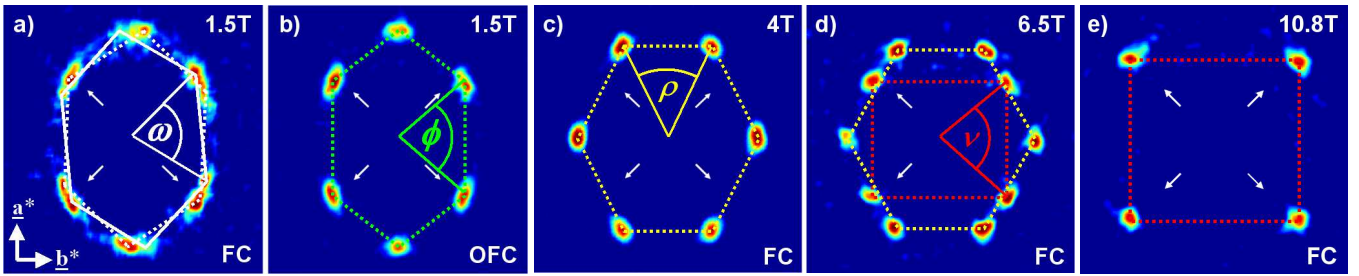 a) 1.5T
ω
a*
b*
FC
b) 1.5T
ϕ
OFC
c) 4T
ρ
FC
d) 6.5T
ν
FC
e) 10.8T
FC